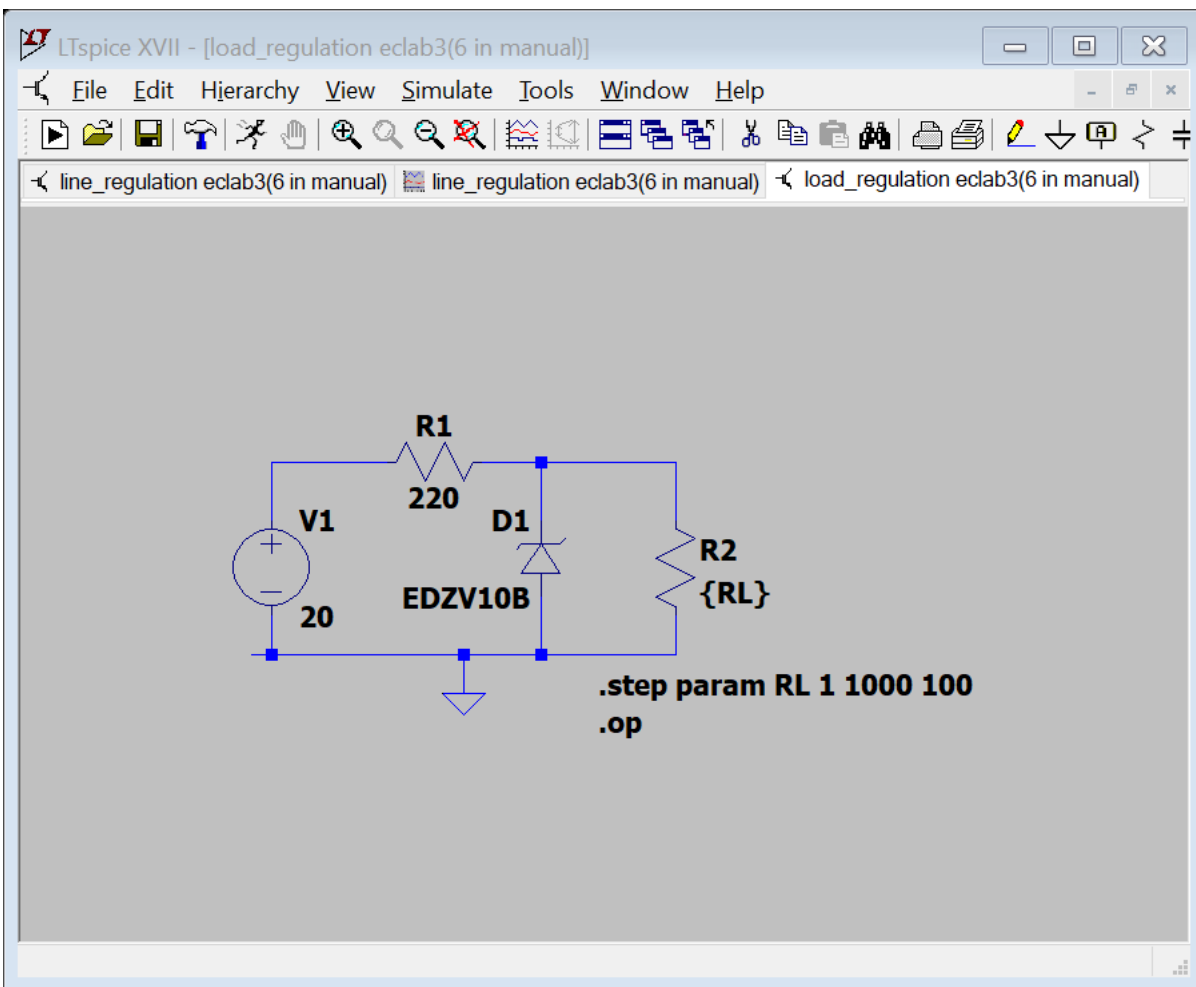 LTspice XVII - [load_regulation eclab3(6 in manual)]
File Edit Hierarchy View Simulate Tools Window Help
line_regulation eclab3(6 in manual) line_regulation eclab3(6 in manual) load_regulation eclab3(6 in manual)
R1
220
V1
20
D1
EDZV10B
R2
{RL}
.step param RL 1 1000 100
.op